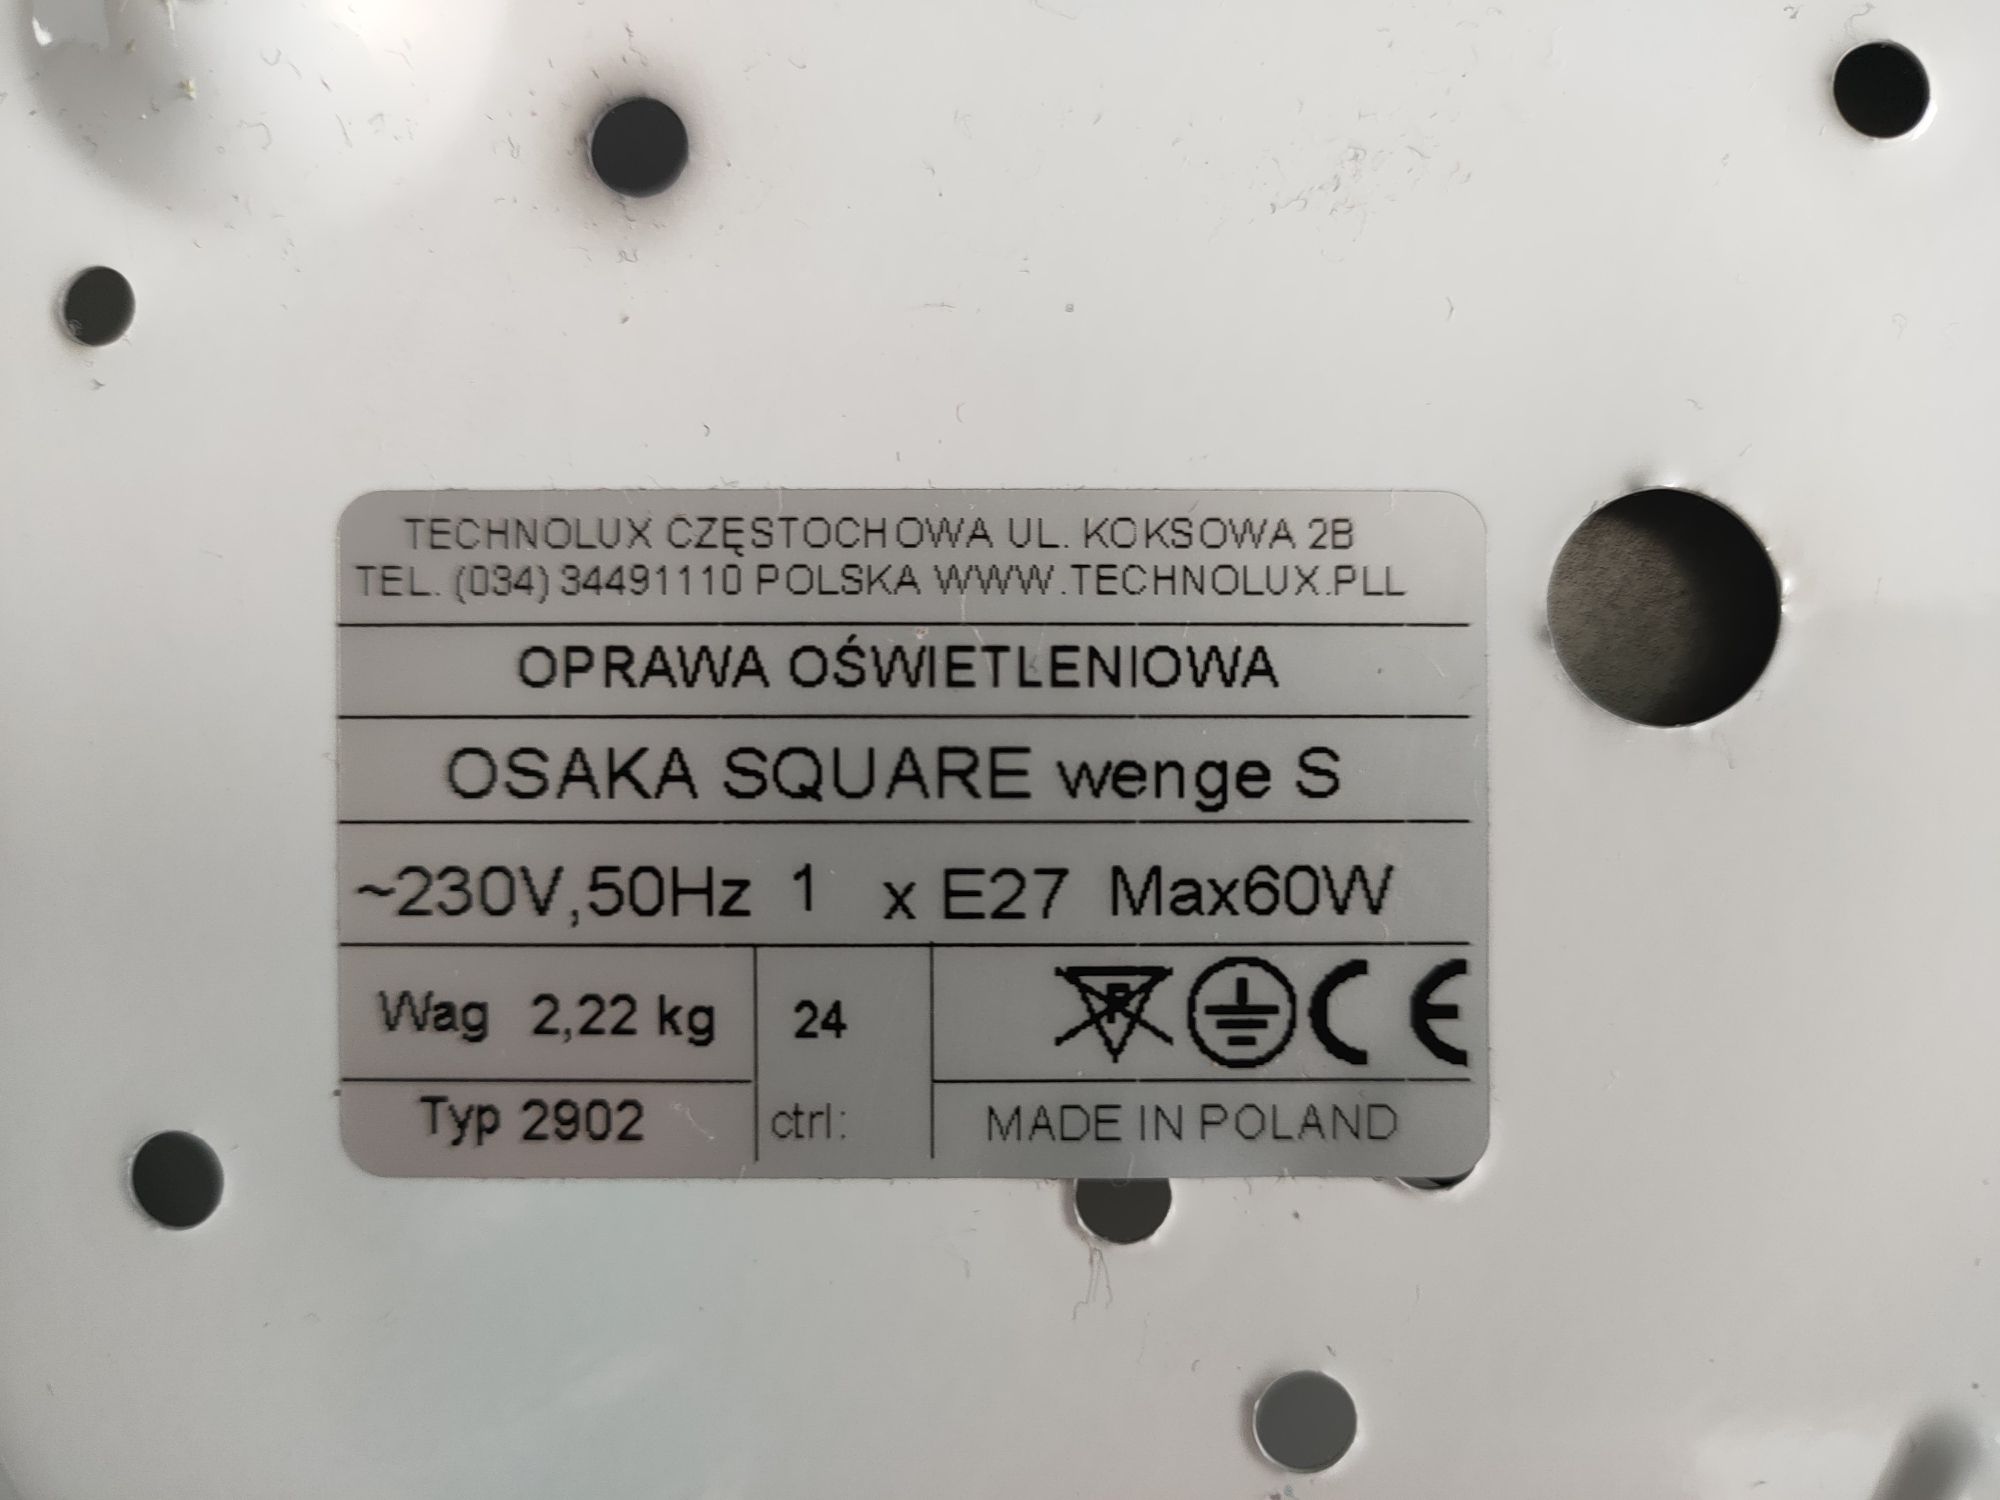 TECHNOLUX CZĘSTOCHOWA UL. KOKSOWA 2B
TEL. (034) 34491110 POLSKA WWW.TECHNOLUX.PLL
OPRAWA OŚWIETLENIOWA
OSAKA SQUARE wenge S
~230V,50Hz 1 x E27 Max60W
Wag 2,22 kg
24
F
CE
Typ 2902
ctrl:
MADE IN POLAND